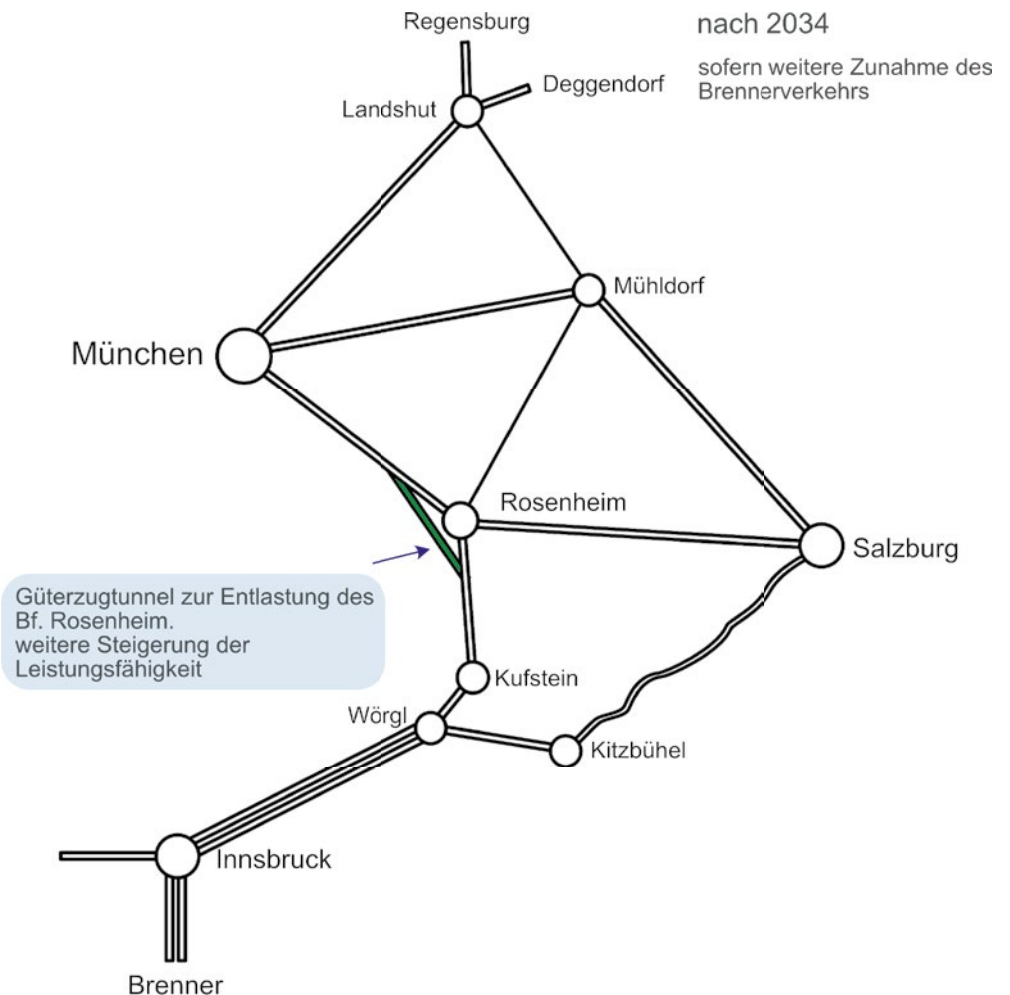 Regensburg
nach 2034
sofern weitere Zunahme des
Brennerverkehrs
Deggendorf
Landshut
Mühldorf
München
Rosenheim
Salzburg
Güterzugtunnel zur Entlastung des
Bf. Rosenheim.
weitere Steigerung der
Leistungsfähigkeit
Kufstein
Wörgl
Kitzbühel
Innsbruck
Brenner